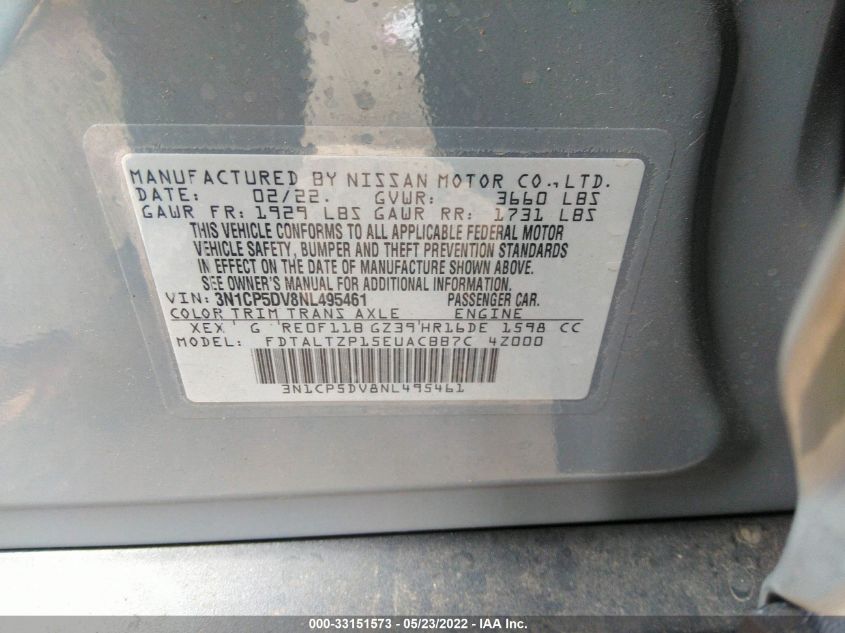 MANUFACTURED BY NISSAN MOTOR CO.,LTD.
DATE: 02/22. GVWR: 3660 LBS
GAWR FR: 1929 LBS GAWR RR: 1731 LBS
THIS VEHICLE CONFORMS TO ALL APPLICABLE FEDERAL MOTOR
VEHICLE SAFETY, BUMPER AND THEFT PREVENTION STANDARDS
IN EFFECT ON THE DATE OF MANUFACTURE SHOWN ABOVE.
SEE OWNER'S MANUAL FOR ADDITIONAL INFORMATION.
VIN: 3N1CP5DV8NL495461 PASSENGER CAR.
COLOR TRIM TRANS AXLE ENGINE
XEX' G 'RE0F11B GZ39'HR16DE 1598 CC
MODEL: FDTALTZP15EUACBB7C 4Z000
3N1CP5DV8NL495461
000-33151573 - 05/23/2022 - IAA Inc.